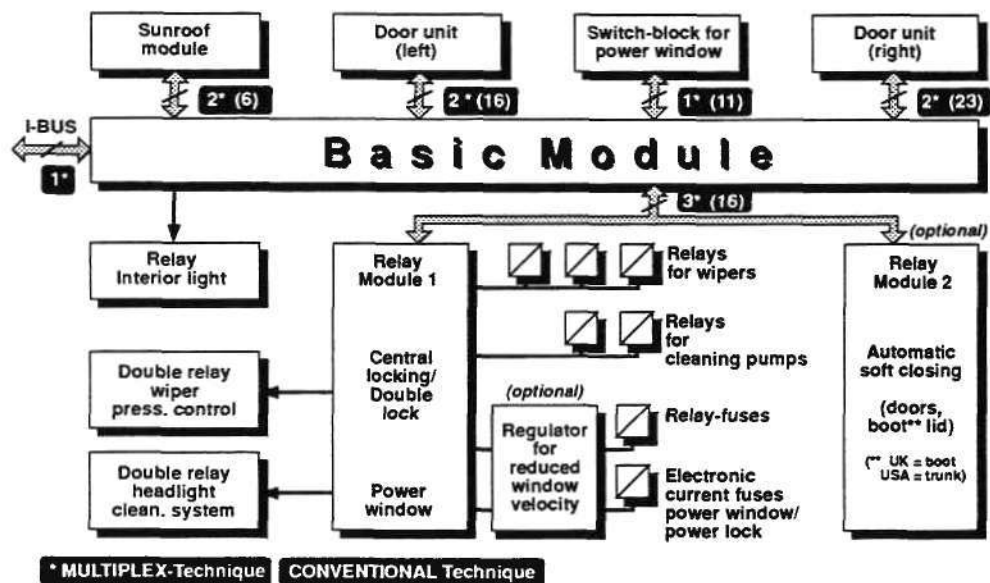 Sunroof
module
Door unit
(left)
Switch-block for
power window
Door unit
(right)
2* (6)
2 * (16)
1* (11)
2* (23)
I-BUS
1*
Basic Module
3* (16)
(optional)
Relay
Interior light
Relay
Module 1
Relays
for wipers
Relay
Module 2
Relays
for
cleaning pumps
Central
locking/
Double
lock
Automatic
soft closing
(doors,
boot** lid)
(** UK = boot
USA = trunk)
Double relay
wiper
press. control
(optional)
Regulator
for
reduced
window
velocity
Relay-fuses
Double relay
headlight
clean. system
Power
window
Electronic
current fuses
power window/
power lock
* MULTIPLEX-Technique
CONVENTIONAL Technique